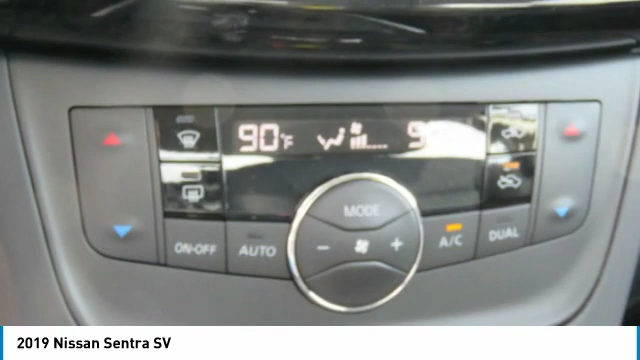 90°F
MODE
ON-OFF
AUTO
A/C
DUAL
2019 Nissan Sentra SV